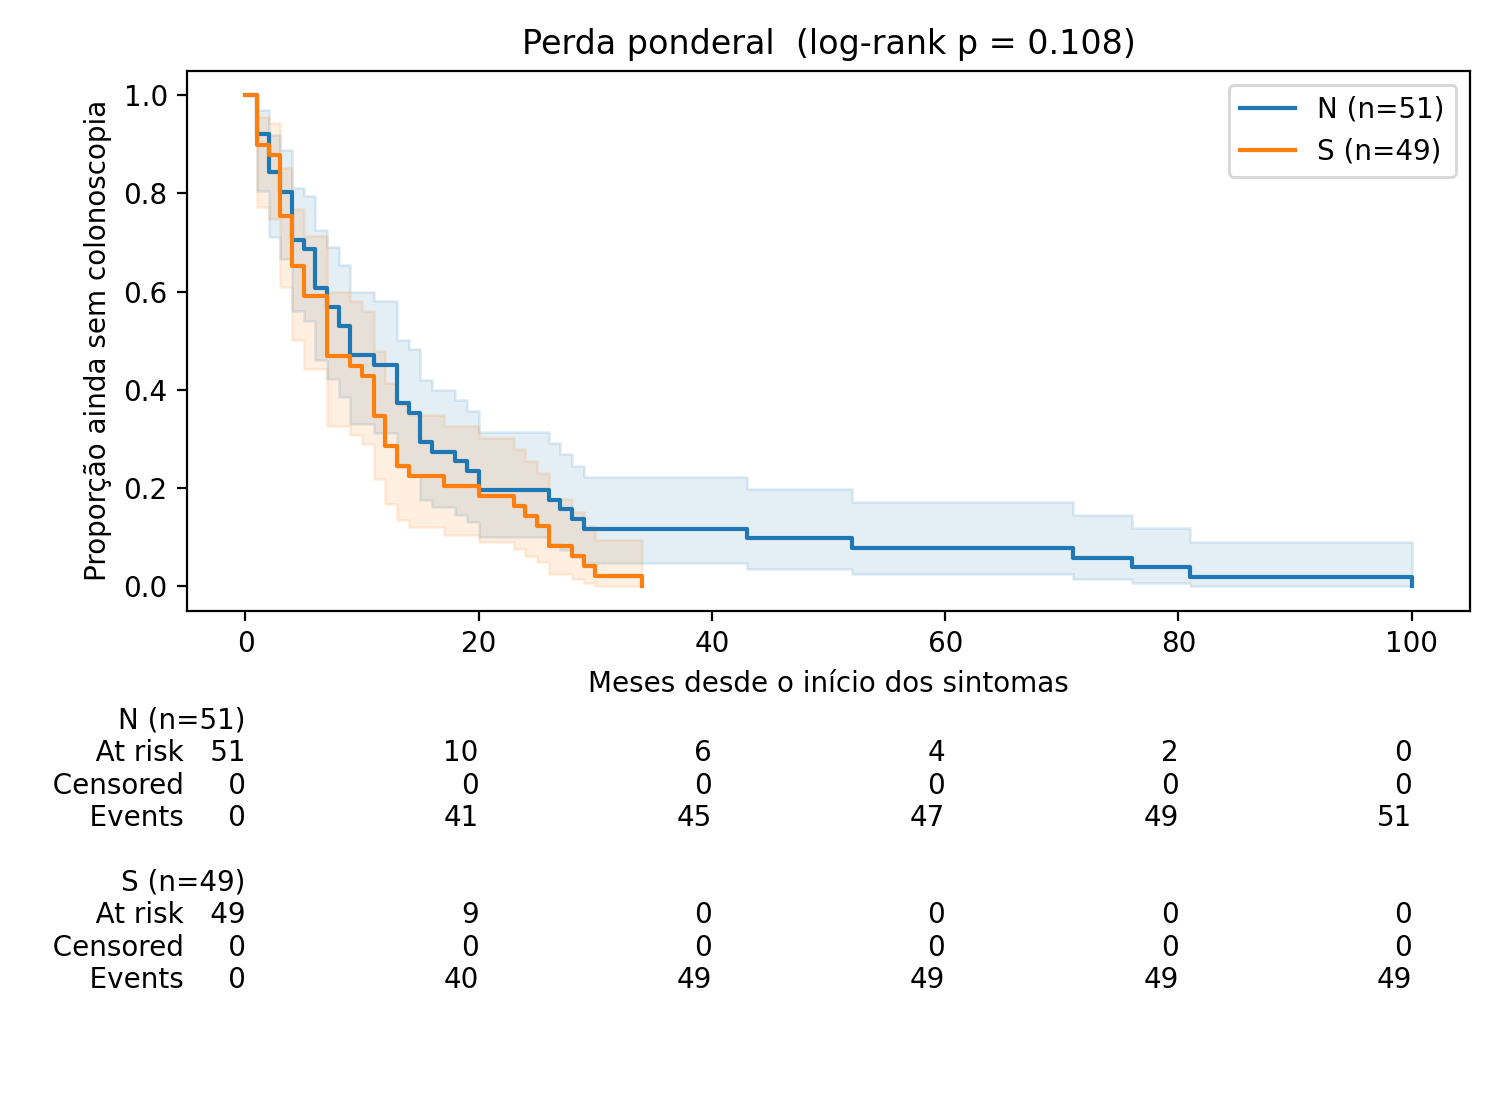 Perda ponderal  (log-rank p = 0.108)
Proporção ainda sem colonoscopia
1.0
0.8
0.6
0.4
0.2
0.0
N (n=51)
S (n=49)
0 20 40 60 80 100
Meses desde o início dos sintomas
N (n=51)
At risk 51 10 6 4 2 0
Censored 0 0 0 0 0 0
Events 0 41 45 47 49 51
S (n=49)
At risk 49 9 0 0 0 0
Censored 0 0 0 0 0 0
Events 0 40 49 49 49 49